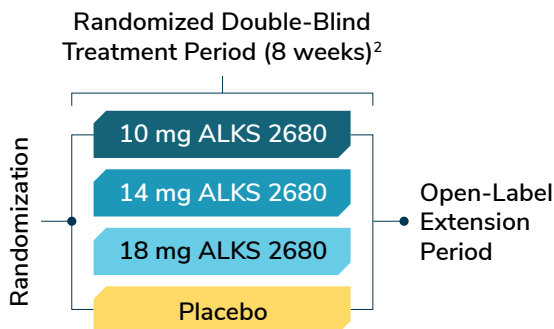 Randomized Double-Blind
Treatment Period (8 weeks)²
Randomization
10 mg ALKS 2680
14 mg ALKS 2680
18 mg ALKS 2680
Placebo
Open-Label
Extension
Period